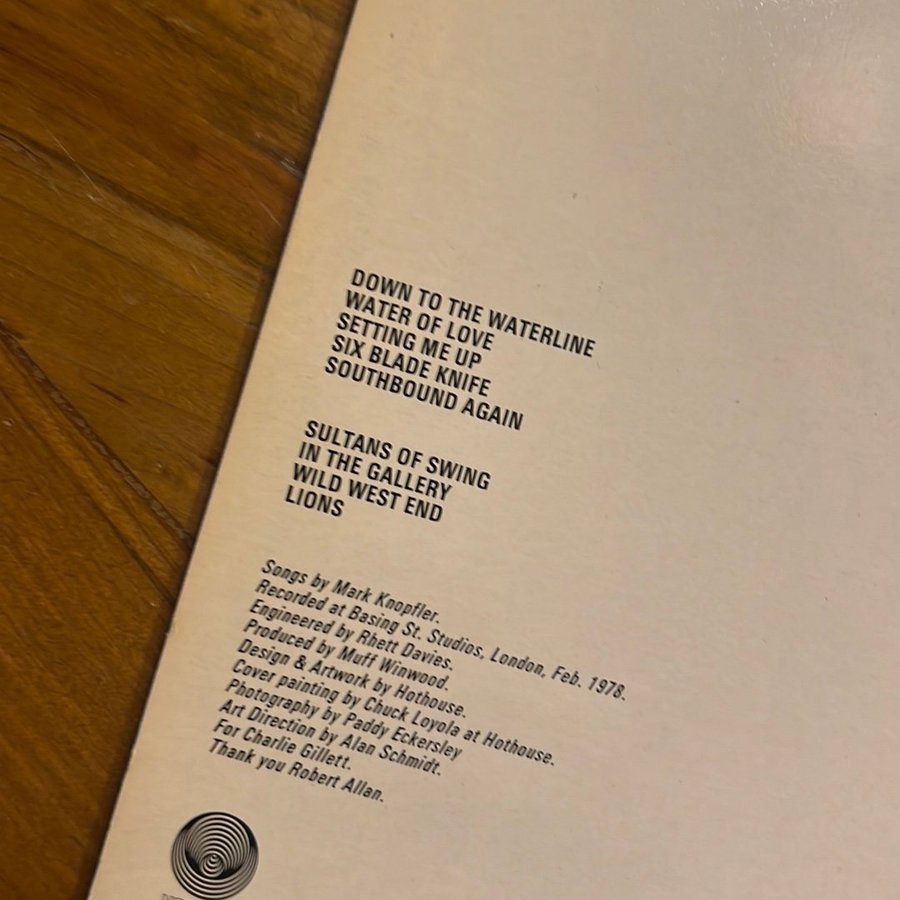 DOWN TO THE WATERLINE
WATER OF LOVE
SETTING ME UP
SIX BLADE KNIFE
SOUTHBOUND AGAIN
SULTANS OF SWING
IN THE GALLERY
WILD WEST END
LIONS
Songs by Mark Knopfler.
Recorded at Basing St. Studios, London, Feb. 1978.
Engineered by Rhett Davies.
Produced by Muff Winwood.
Design & Artwork by Hothouse.
Cover painting by Chuck Loyola at Hothouse.
Photography by Paddy Eckersley
Art Direction by Alan Schmidt.
For Charlie Gillett.
Thank you Robert Allan.